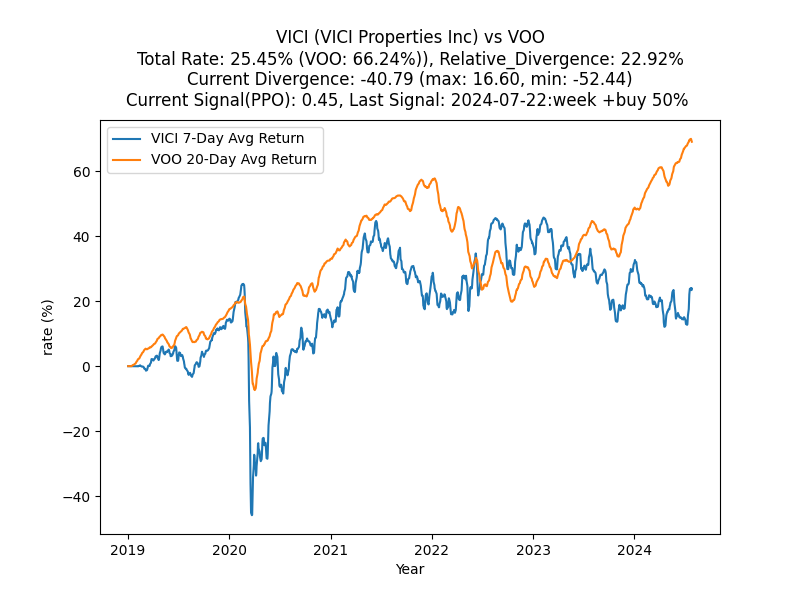 VICI (VICI Properties Inc) vs VOO
Total Rate: 25.45% (VOO: 66.24%)), Relative_Divergence: 22.92%
Current Divergence: -40.79 (max: 16.60, min: -52.44)
Current Signal(PPO): 0.45, Last Signal: 2024-07-22:week +buy 50%
VICI 7-Day Avg Return
VOO 20-Day Avg Return
60
40
20
0
−20
−40
rate (%)
2019
2020
2021
2022
2023
2024
Year